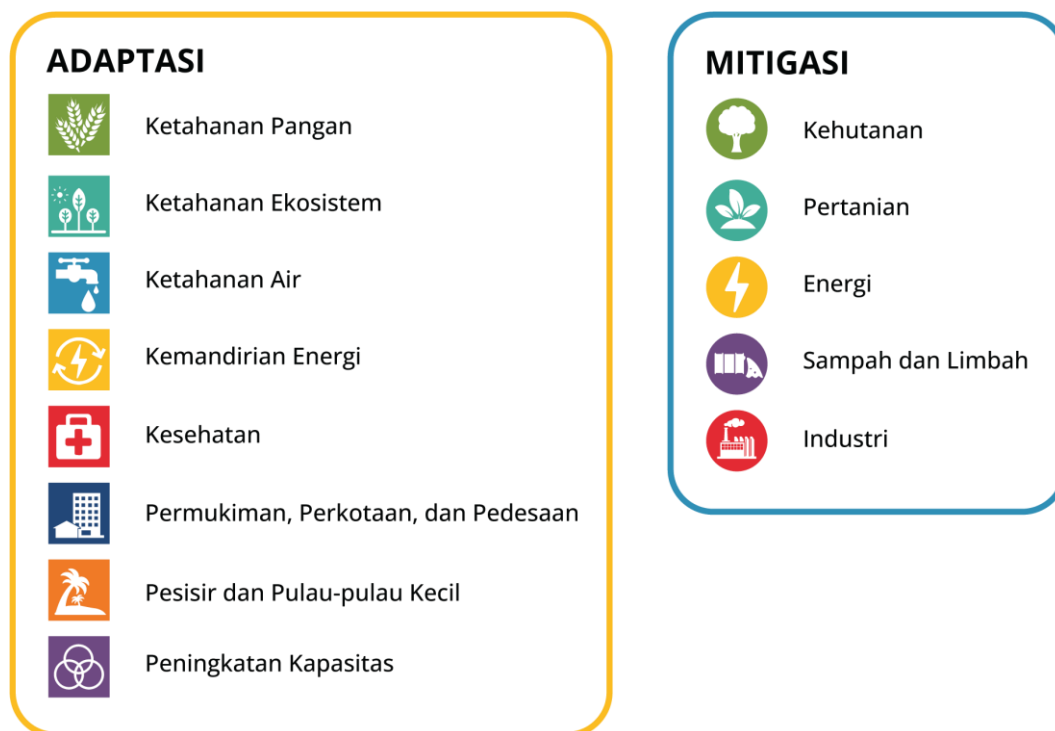 ADAPTASI
Ketahanan Pangan
Ketahanan Ekosistem
Ketahanan Air
Kemandirian Energi
Kesehatan
Permukiman, Perkotaan, dan Pedesaan
Pesisir dan Pulau-pulau Kecil
Peningkatan Kapasitas
MITIGASI
Kehutanan
Pertanian
Energi
Sampah dan Limbah
Industri